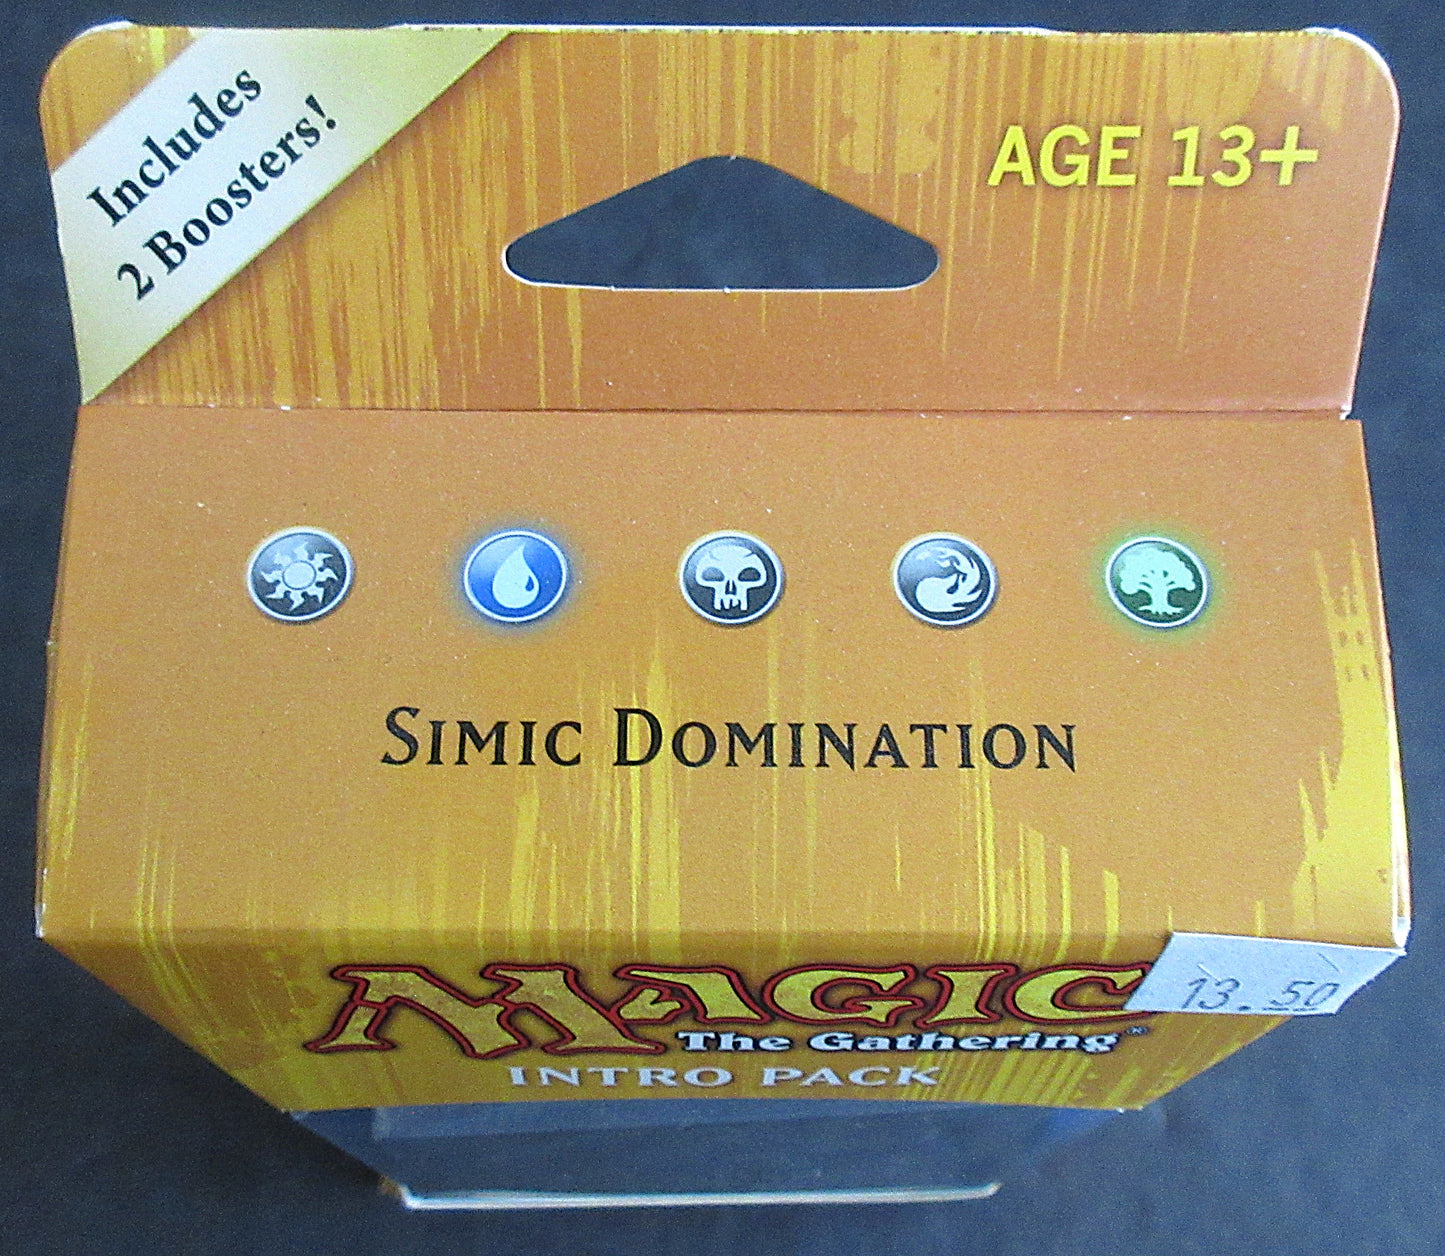 Includes
2 Boosters!
AGE 13+
SIMIC DOMINATION
MAGIC
The Gathering®
INTRO PACK
13.50